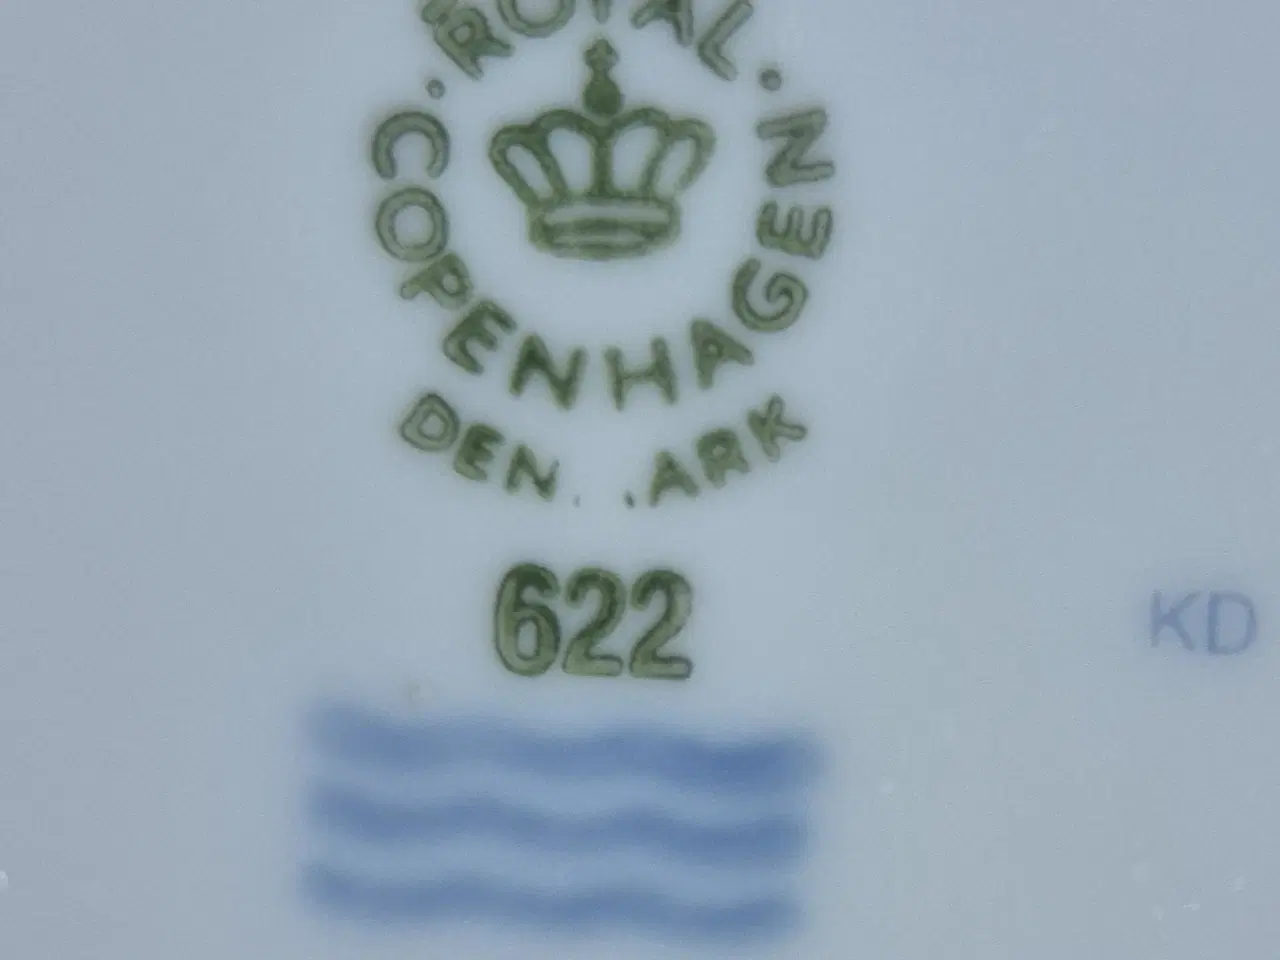 ROYAL
COPENHAGEN
DEN..ARK
622
KD